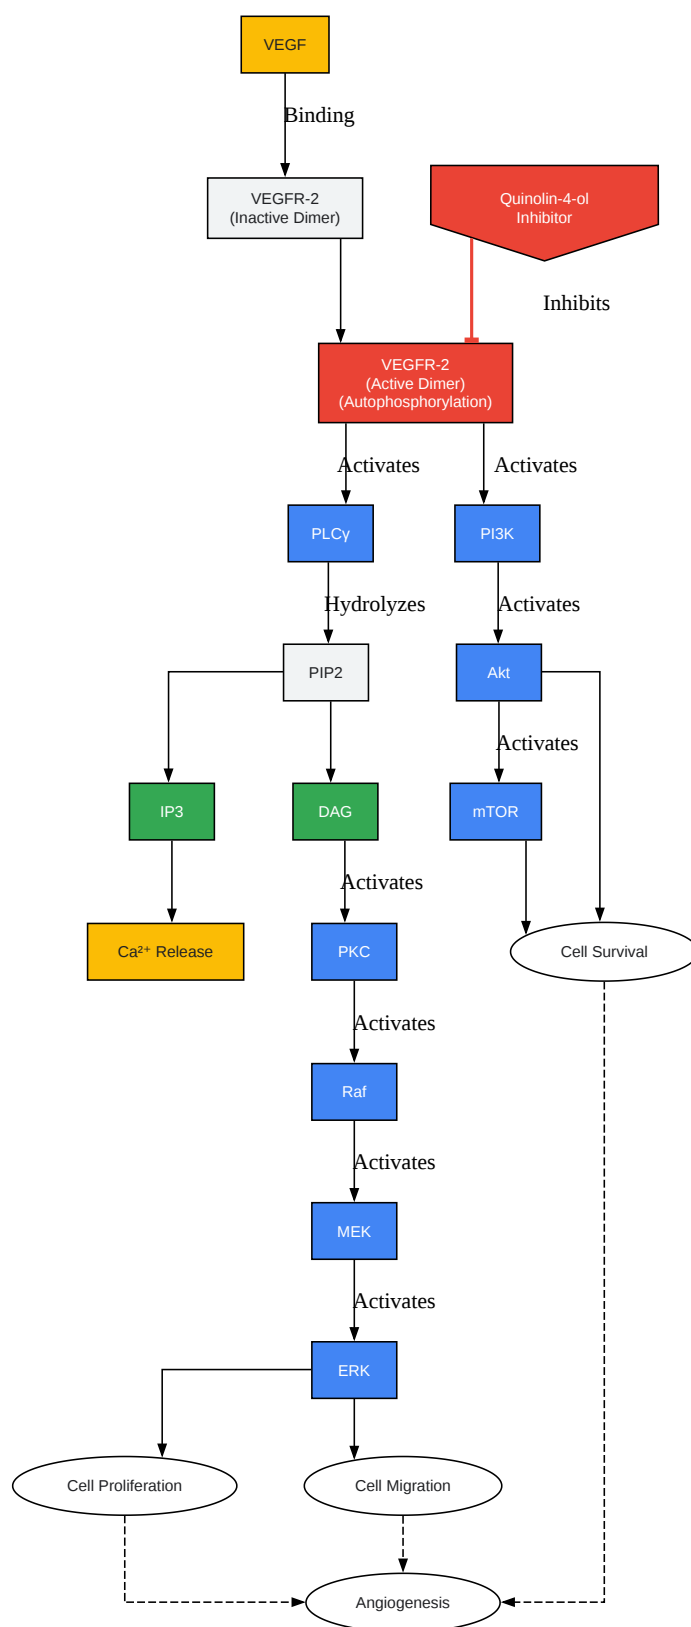 VEGF
Binding
VEGFR-2
(Inactive Dimer)
Quinolin-4-ol
Inhibitor
Inhibits
VEGFR-2
(Active Dimer)
(Autophosphorylation)
Activates
Activates
PLCγ
PI3K
Hydrolyzes
Activates
PIP2
Akt
Activates
IP3
DAG
mTOR
Activates
Ca²⁺ Release
PKC
Cell Survival
Activates
Raf
Activates
MEK
Activates
ERK
Cell Proliferation
Cell Migration
Angiogenesis